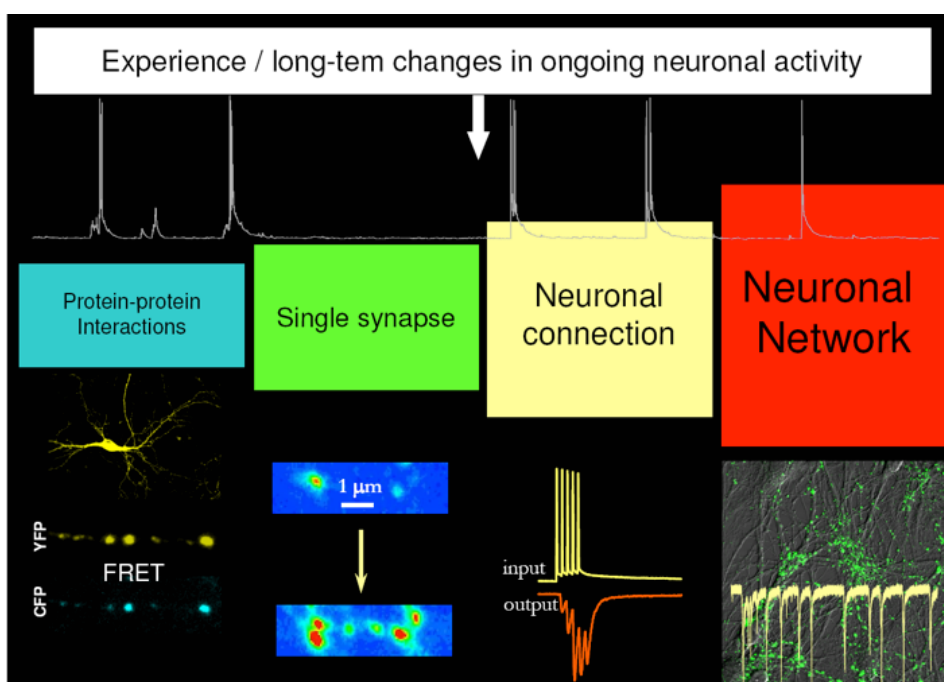 Experience / long-tem changes in ongoing neuronal activity
Protein-protein
Interactions
Single synapse
Neuronal
connection
Neuronal
Network
YFP
FRET
CFP
1 μm
input
output